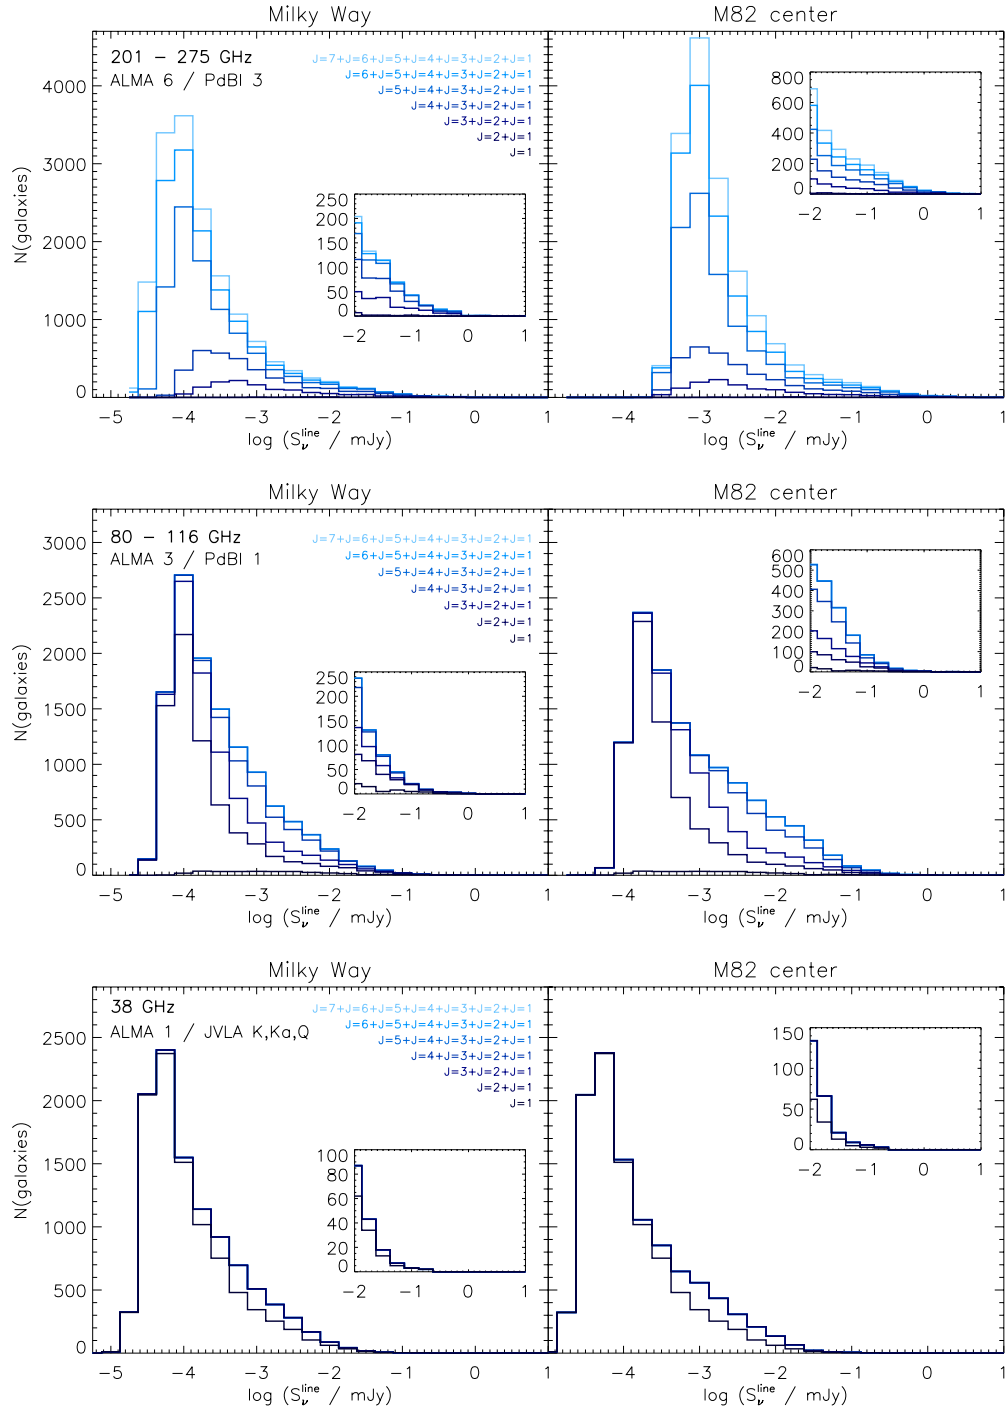 Milky Way
M82 center
201 – 275 GHz
ALMA 6 / PdBI 3
J=7+J=6+J=5+J=4+J=3+J=2+J=1
J=6+J=5+J=4+J=3+J=2+J=1
J=5+J=4+J=3+J=2+J=1
J=4+J=3+J=2+J=1
J=3+J=2+J=1
J=2+J=1
J=1
N(galaxies)
4000
3000
2000
1000
0
250
200
150
100
50
0
−2 −1 0 1
800
600
400
200
0
−2 −1 0 1
−5 −4 −3 −2 −1 0 1
−4 −3 −2 −1 0 1
log (S_ν^line / mJy)
log (S_ν^line / mJy)
Milky Way
M82 center
80 – 116 GHz
ALMA 3 / PdBI 1
J=7+J=6+J=5+J=4+J=3+J=2+J=1
J=6+J=5+J=4+J=3+J=2+J=1
J=5+J=4+J=3+J=2+J=1
J=4+J=3+J=2+J=1
J=3+J=2+J=1
J=2+J=1
J=1
N(galaxies)
3000
2500
2000
1500
1000
500
0
250
200
150
100
50
0
−2 −1 0 1
600
500
400
300
200
100
0
−2 −1 0 1
−5 −4 −3 −2 −1 0 1
−4 −3 −2 −1 0 1
log (S_ν^line / mJy)
log (S_ν^line / mJy)
Milky Way
M82 center
38 GHz
ALMA 1 / JVLA K,Ka,Q
J=7+J=6+J=5+J=4+J=3+J=2+J=1
J=6+J=5+J=4+J=3+J=2+J=1
J=5+J=4+J=3+J=2+J=1
J=4+J=3+J=2+J=1
J=3+J=2+J=1
J=2+J=1
J=1
N(galaxies)
2500
2000
1500
1000
500
0
100
80
60
40
20
0
−2 −1 0 1
150
100
50
0
−2 −1 0 1
−5 −4 −3 −2 −1 0 1
−4 −3 −2 −1 0 1
log (S_ν^line / mJy)
log (S_ν^line / mJy)